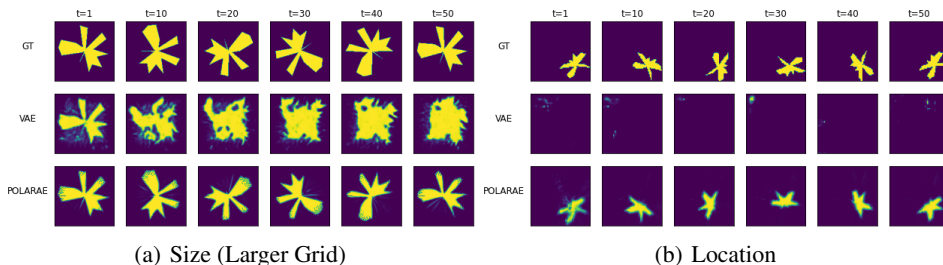 t=1 t=10 t=20 t=30 t=40 t=50
GT
VAE
POLARAE
(a) Size (Larger Grid)
t=1 t=10 t=20 t=30 t=40 t=50
GT
VAE
POLARAE
(b) Location